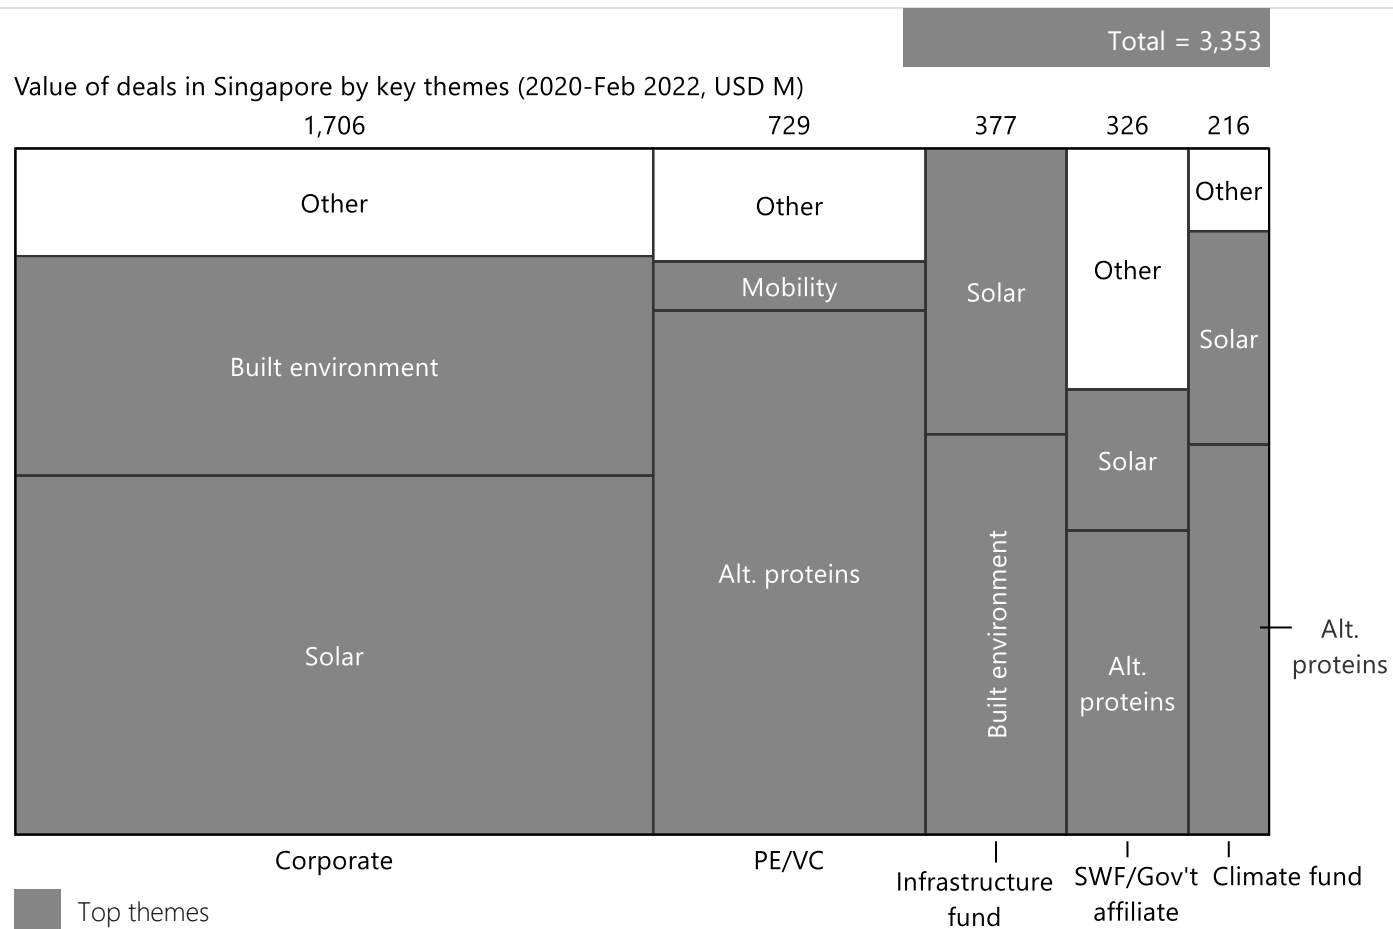 Total = 3,353
Value of deals in Singapore by key themes (2020-Feb 2022, USD M)
1,706
729
377
326
216
Other
Built environment
Solar
Other
Mobility
Alt. proteins
Solar
Built environment
Other
Solar
Alt.
proteins
Other
Solar
Alt.
proteins
Corporate
PE/VC
Infrastructure
fund
SWF/Gov't
affiliate
Climate fund
Top themes